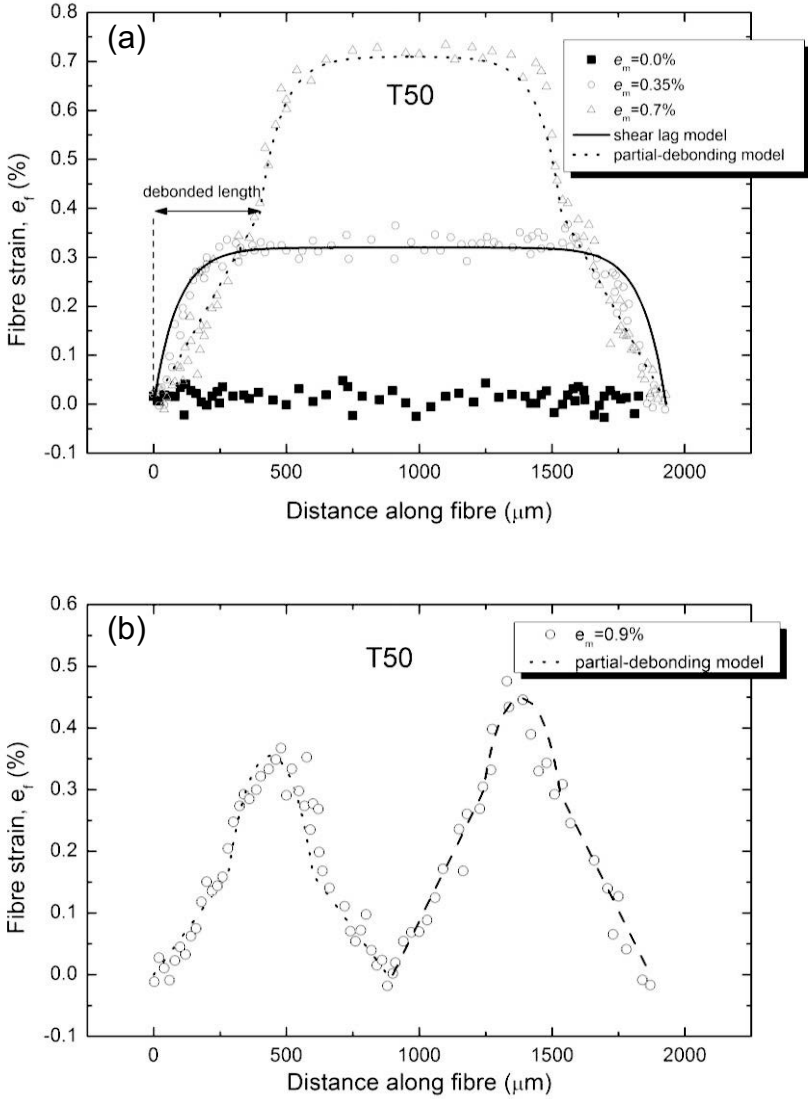 (a)
T50
e_m=0.0%
e_m=0.35%
e_m=0.7%
shear lag model
partial-debonding model
debonded length
0.8
0.7
0.6
0.5
0.4
0.3
0.2
0.1
0.0
-0.1
Fibre strain, e_f (%)
0 500 1000 1500 2000
Distance along fibre (μm)
(b)
T50
e_m=0.9%
partial-debonding model
0.6
0.5
0.4
0.3
0.2
0.1
0.0
-0.1
Fibre strain, e_f (%)
0 500 1000 1500 2000
Distance along fibre (μm)